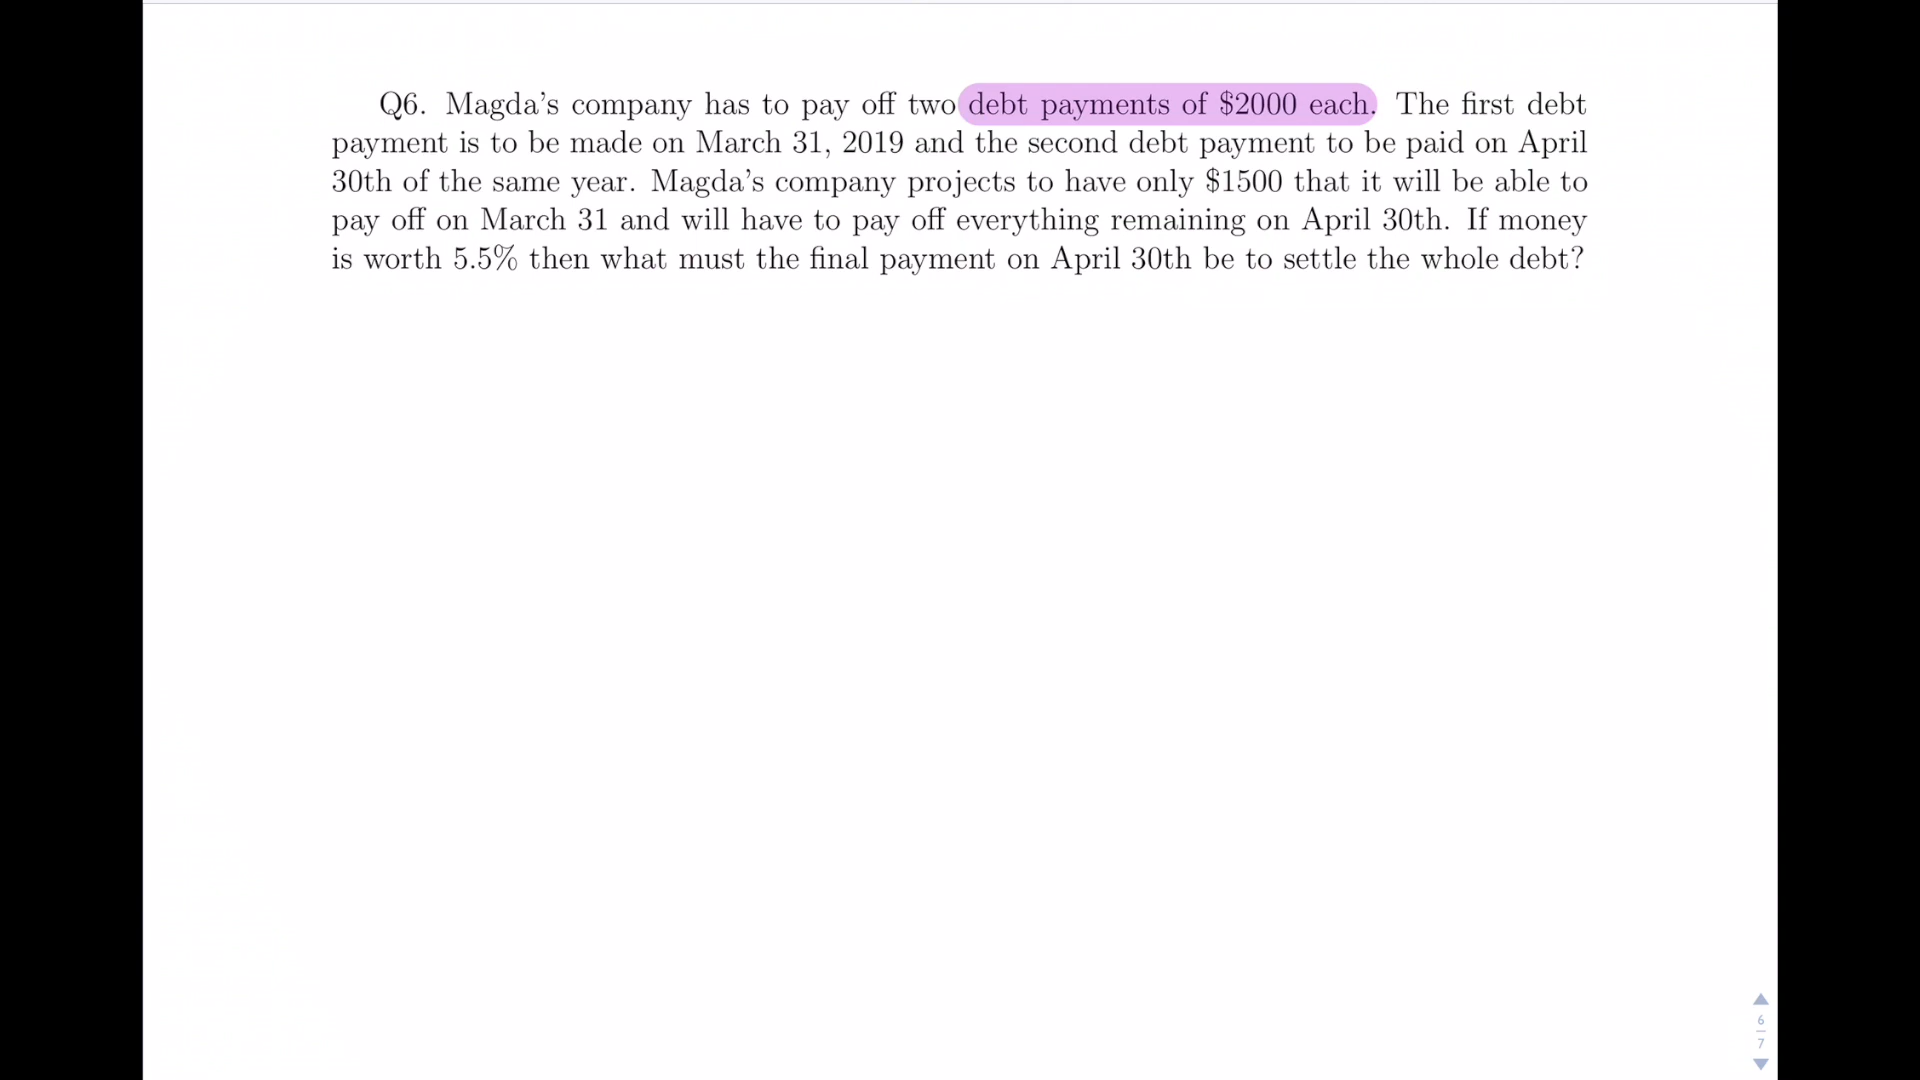 Q6. Magda's company has to pay off two debt payments of $2000 each. The first debt
payment is to be made on March 31, 2019 and the second debt payment to be paid on April
30th of the same year. Magda's company projects to have only $1500 that it will be able to
pay off on March 31 and will have to pay off everything remaining on April 30th. If money
is worth 5.5% then what must the final payment on April 30th be to settle the whole debt?
6
7